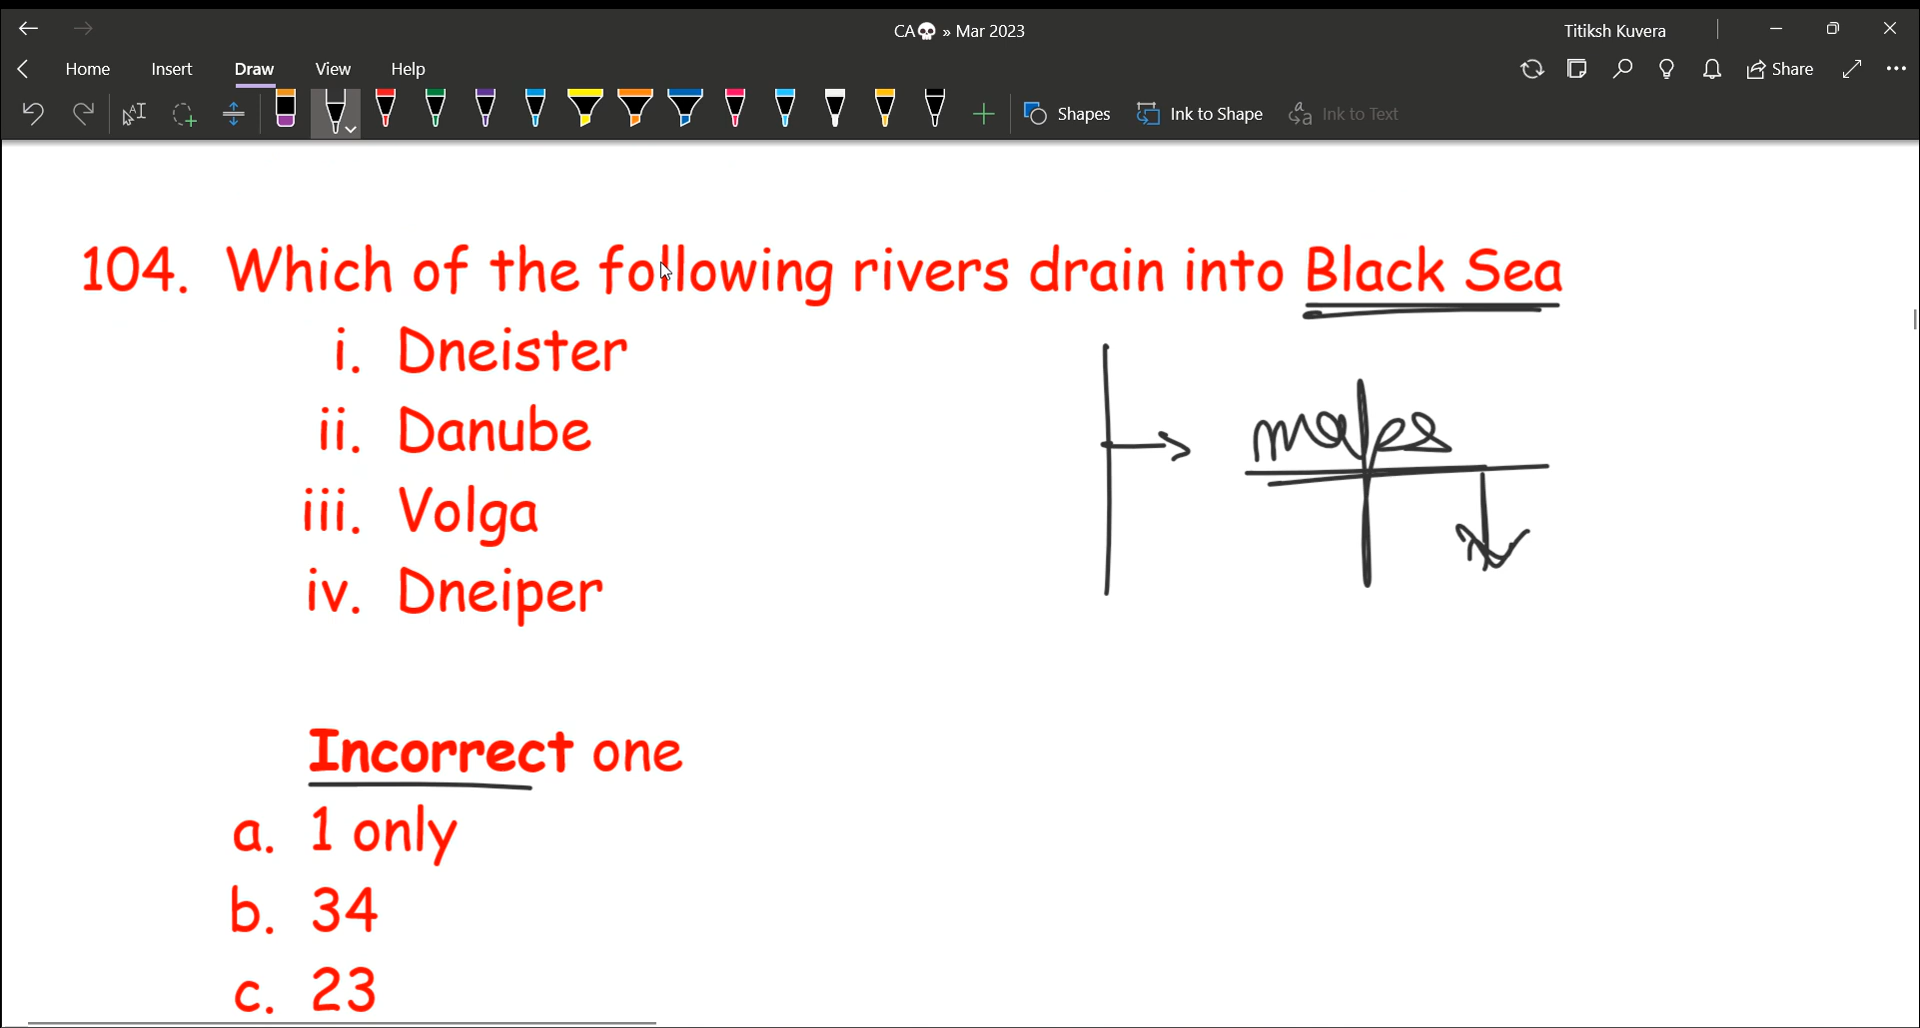 CA💀 » Mar 2023
Titiksh Kuvera
Home Insert Draw View Help
Share
Shapes Ink to Shape Ink to Text
104. Which of the following rivers drain into Black Sea
i. Dneister
ii. Danube
iii. Volga
iv. Dneiper
maps
Incorrect one
a. 1 only
b. 34
c. 23